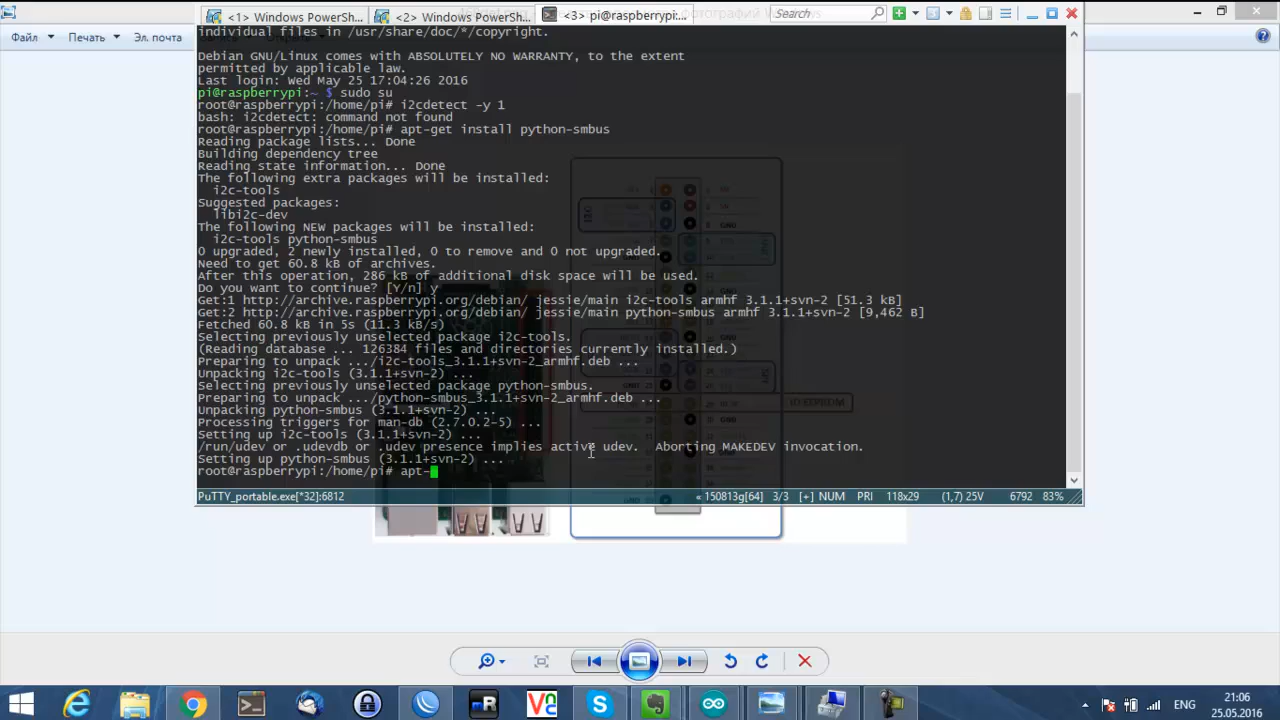 <1> Windows PowerSh...
<2> Windows PowerSh...
<3> pi@raspberrypi:...
Search
Файл
Печать
Эл. почта
individual files in /usr/share/doc/*/copyright.
Debian GNU/Linux comes with ABSOLUTELY NO WARRANTY, to the extent
permitted by applicable law.
Last login: Wed May 25 17:04:26 2016
pi@raspberrypi:~ $ sudo su
root@raspberrypi:/home/pi# i2cdetect -y 1
bash: i2cdetect: command not found
root@raspberrypi:/home/pi# apt-get install python-smbus
Reading package lists... Done
Building dependency tree
Reading state information... Done
The following extra packages will be installed:
i2c-tools
Suggested packages:
libi2c-dev
The following NEW packages will be installed:
i2c-tools python-smbus
0 upgraded, 2 newly installed, 0 to remove and 0 not upgraded.
Need to get 60.8 kB of archives.
After this operation, 286 kB of additional disk space will be used.
Do you want to continue? [Y/n] y
Get:1 http://archive.raspberrypi.org/debian/ jessie/main i2c-tools armhf 3.1.1+svn-2 [51.3 kB]
Get:2 http://archive.raspberrypi.org/debian/ jessie/main python-smbus armhf 3.1.1+svn-2 [9,462 B]
Fetched 60.8 kB in 5s (11.3 kB/s)
Selecting previously unselected package i2c-tools.
(Reading database ... 126384 files and directories currently installed.)
Preparing to unpack .../i2c-tools_3.1.1+svn-2_armhf.deb ...
Unpacking i2c-tools (3.1.1+svn-2) ...
Selecting previously unselected package python-smbus.
Preparing to unpack .../python-smbus_3.1.1+svn-2_armhf.deb ...
Unpacking python-smbus (3.1.1+svn-2) ...
Processing triggers for man-db (2.7.0.2-5) ...
Setting up i2c-tools (3.1.1+svn-2) ...
/run/udev or .udevdb or .udev presence implies active udev.  Aborting MAKEDEV invocation.
Setting up python-smbus (3.1.1+svn-2) ...
root@raspberrypi:/home/pi# apt-
ID EEPROM
PuTTY_portable.exe[*32]:6812
« 150813g[64] 3/3 [+] NUM PRI 118x29 (1,7) 25V 6792 83%
ENG
21:06
25.05.2016